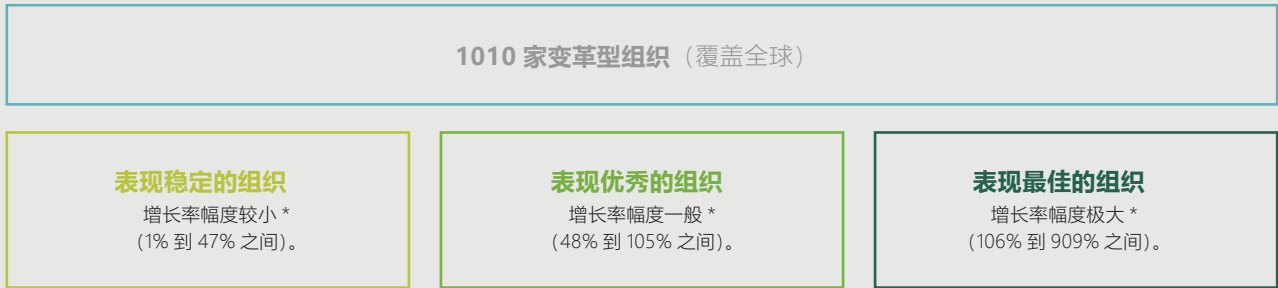 1010 家变革型组织（覆盖全球）
表现稳定的组织
增长率幅度较小 *
(1% 到 47% 之间)。
表现优秀的组织
增长率幅度一般 *
(48% 到 105% 之间)。
表现最佳的组织
增长率幅度极大 *
(106% 到 909% 之间)。